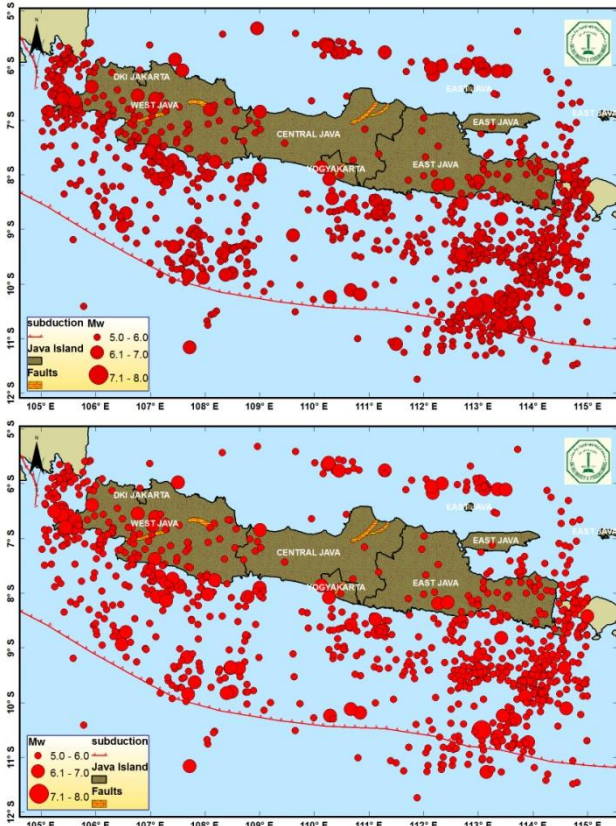 5° S
6° S
7° S
8° S
9° S
10° S
11° S
12° S
N
DKI JAKARTA
WEST JAVA
CENTRAL JAVA
YOGYAKARTA
EAST JAVA
EAST JAVA
EAST JAVA
EAST JAVA
subduction
Mw
5.0 - 6.0
Java Island
6.1 - 7.0
Faults
7.1 - 8.0
105° E
106° E
107° E
108° E
109° E
110° E
111° E
112° E
113° E
114° E
115° E
5° S
6° S
7° S
8° S
9° S
10° S
11° S
12° S
N
DKI JAKARTA
WEST JAVA
CENTRAL JAVA
YOGYAKARTA
EAST JAVA
EAST JAVA
EAST JAVA
EAST JAVA
Mw
subduction
5.0 - 6.0
6.1 - 7.0
Java Island
7.1 - 8.0
Faults
105° E
106° E
107° E
108° E
109° E
110° E
111° E
112° E
113° E
114° E
115° E